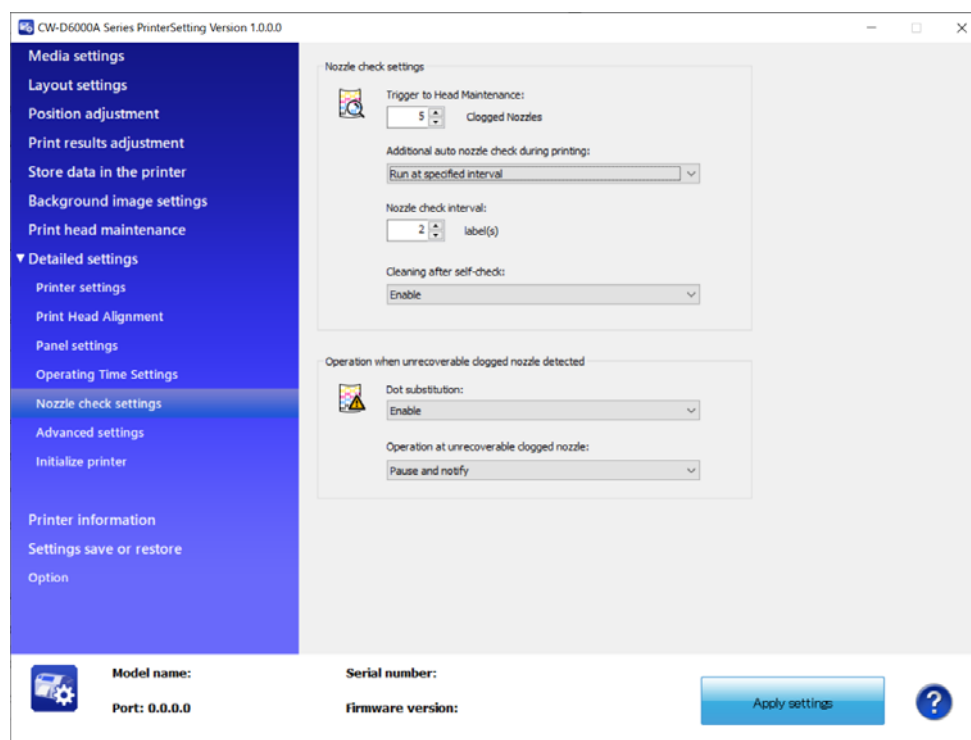 CW-D6000A Series PrinterSetting Version 1.0.0.0
Media settings
Layout settings
Position adjustment
Print results adjustment
Store data in the printer
Background image settings
Print head maintenance
▼ Detailed settings
Printer settings
Print Head Alignment
Panel settings
Operating Time Settings
Nozzle check settings
Advanced settings
Initialize printer
Printer information
Settings save or restore
Option
Nozzle check settings
Trigger to Head Maintenance:
5 Clogged Nozzles
Additional auto nozzle check during printing:
Run at specified interval
Nozzle check interval:
2 label(s)
Cleaning after self-check:
Enable
Operation when unrecoverable clogged nozzle detected
Dot substitution:
Enable
Operation at unrecoverable clogged nozzle:
Pause and notify
Model name:
Serial number:
Port: 0.0.0.0
Firmware version:
Apply settings
?